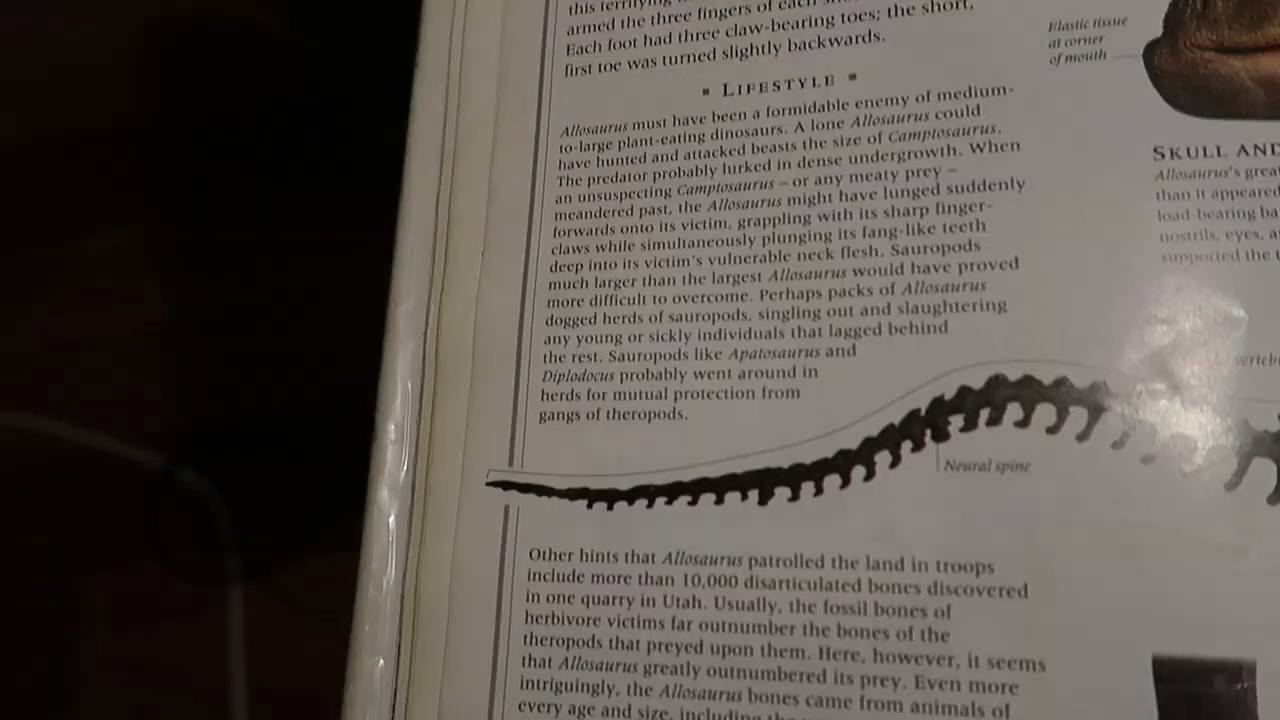 this terrifying
armed the three fingers of each
Each foot had three claw-bearing toes; the short,
first toe was turned slightly backwards.
▪ LIFESTYLE ▪
Allosaurus must have been a formidable enemy of medium-
to-large plant-eating dinosaurs. A lone Allosaurus could
have hunted and attacked beasts the size of Camptosaurus.
The predator probably lurked in dense undergrowth. When
an unsuspecting Camptosaurus – or any meaty prey –
meandered past, the Allosaurus might have lunged suddenly
forwards onto its victim, grappling with its sharp finger-
claws while simultaneously plunging its fang-like teeth
deep into its victim's vulnerable neck flesh. Sauropods
much larger than the largest Allosaurus would have proved
more difficult to overcome. Perhaps packs of Allosaurus
dogged herds of sauropods, singling out and slaughtering
any young or sickly individuals that lagged behind
the rest. Sauropods like Apatosaurus and
Diplodocus probably went around in
herds for mutual protection from
gangs of theropods.
Neural spine
Other hints that Allosaurus patrolled the land in troops
include more than 10,000 disarticulated bones discovered
in one quarry in Utah. Usually, the fossil bones of
herbivore victims far outnumber the bones of the
theropods that preyed upon them. Here, however, it seems
that Allosaurus greatly outnumbered its prey. Even more
intriguingly, the Allosaurus bones came from animals of
every age and size, including
Elastic tissue
at corner
of mouth
SKULL AND
Allosaurus's
than it appeared
load-bearing
nostrils, eyes,
supported the